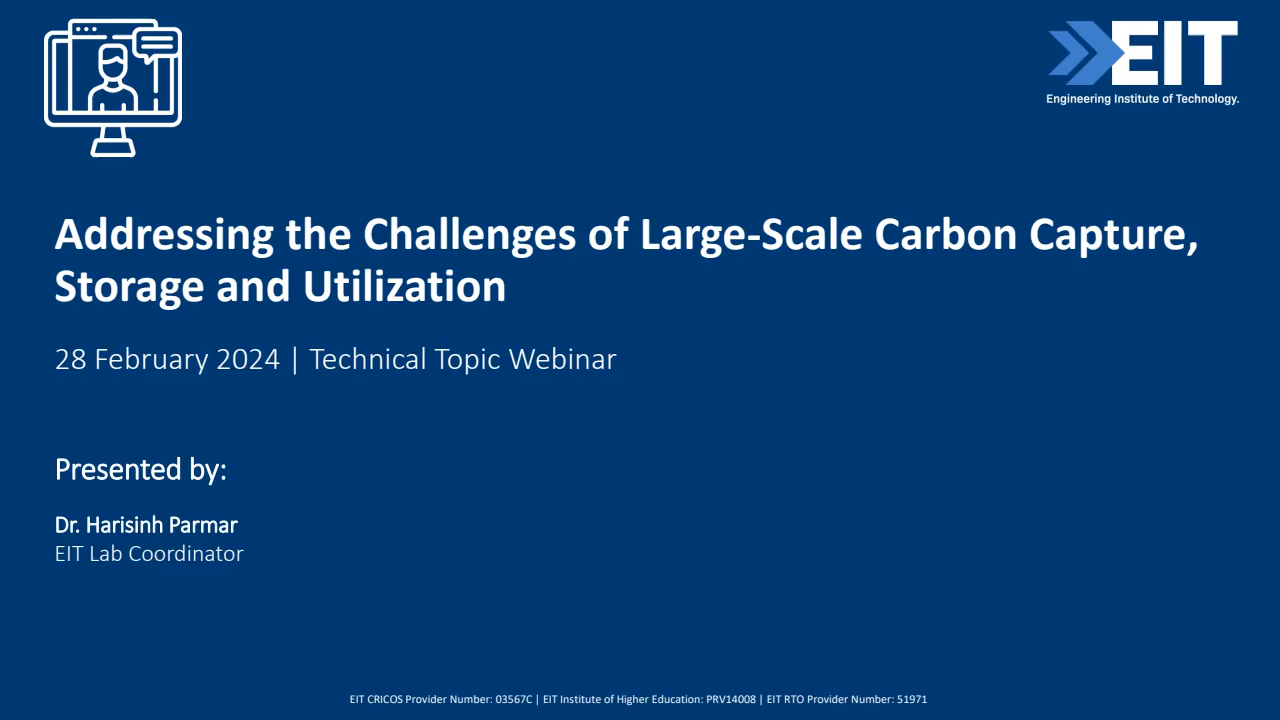 EIT
Engineering Institute of Technology.
Addressing the Challenges of Large-Scale Carbon Capture,
Storage and Utilization
28 February 2024 | Technical Topic Webinar
Presented by:
Dr. Harisinh Parmar
EIT Lab Coordinator
EIT CRICOS Provider Number: 03567C | EIT Institute of Higher Education: PRV14008 | EIT RTO Provider Number: 51971